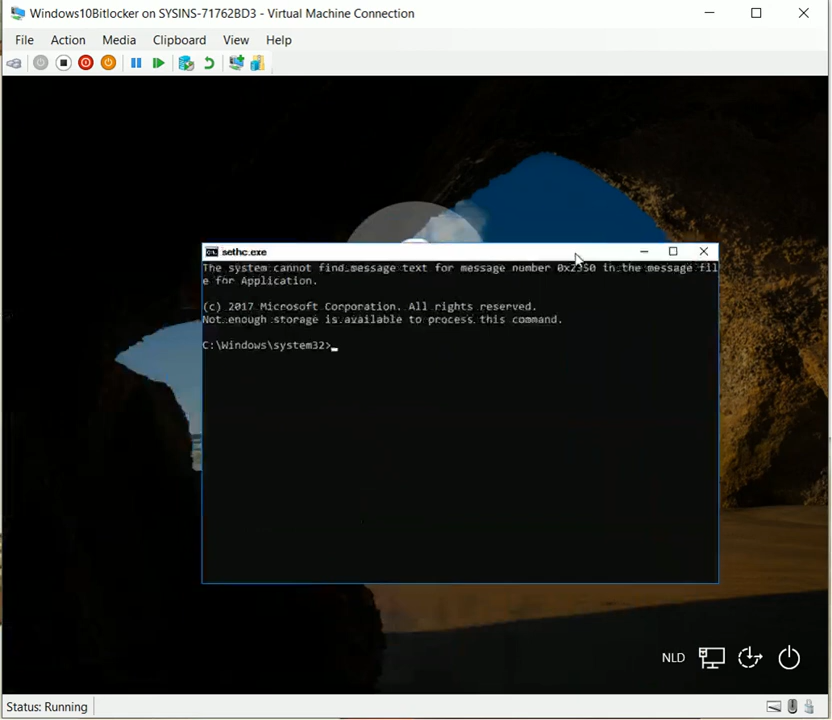 Windows10Bitlocker on SYSINS-71762BD3 - Virtual Machine Connection
File Action Media Clipboard View Help
sethc.exe
The system cannot find message text for message number 0x2350 in the message fil
e for Application.
(c) 2017 Microsoft Corporation. All rights reserved.
Not enough storage is available to process this command.
C:\Windows\system32>
NLD
Status: Running